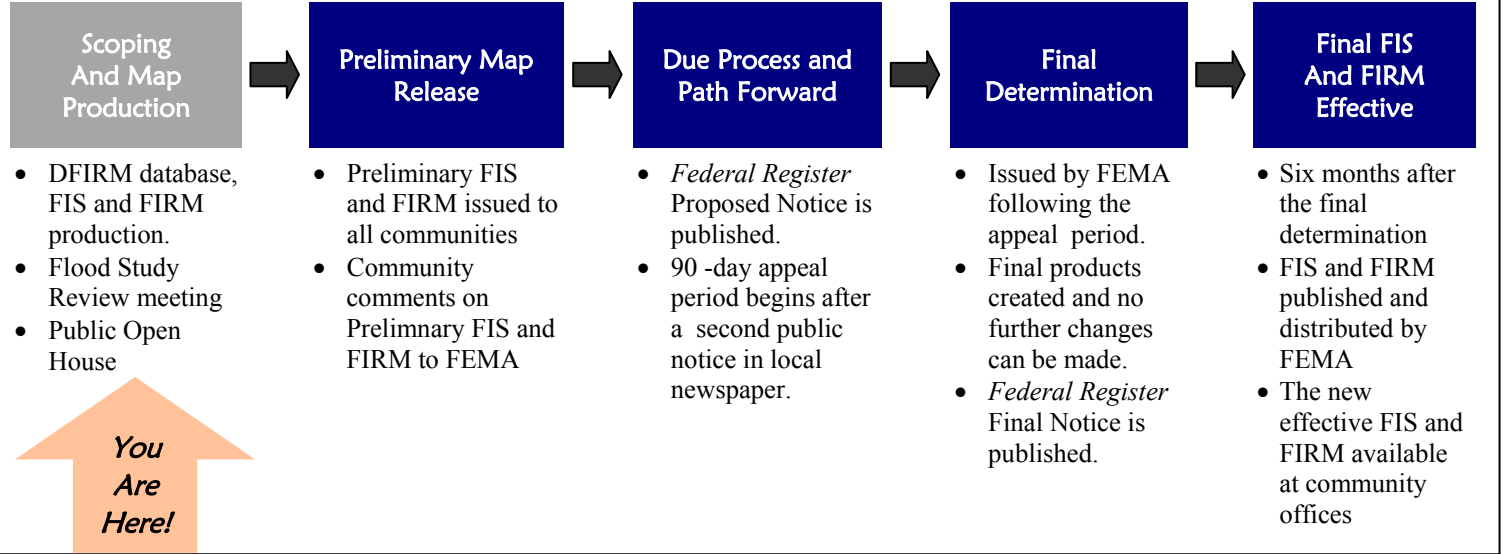 Scoping
And Map
Production
Preliminary Map
Release
Due Process and
Path Forward
Final
Determination
Final FIS
And FIRM
Effective
• DFIRM database,
FIS and FIRM
production.
• Flood Study
Review meeting
• Public Open
House
You
Are
Here!
• Preliminary FIS
and FIRM issued to
all communities
• Community
comments on
Prelimnary FIS and
FIRM to FEMA
• Federal Register
Proposed Notice is
published.
• 90 -day appeal
period begins after
a second public
notice in local
newspaper.
• Issued by FEMA
following the
appeal period.
• Final products
created and no
further changes
can be made.
• Federal Register
Final Notice is
published.
• Six months after
the final
determination
• FIS and FIRM
published and
distributed by
FEMA
• The new
effective FIS and
FIRM available
at community
offices